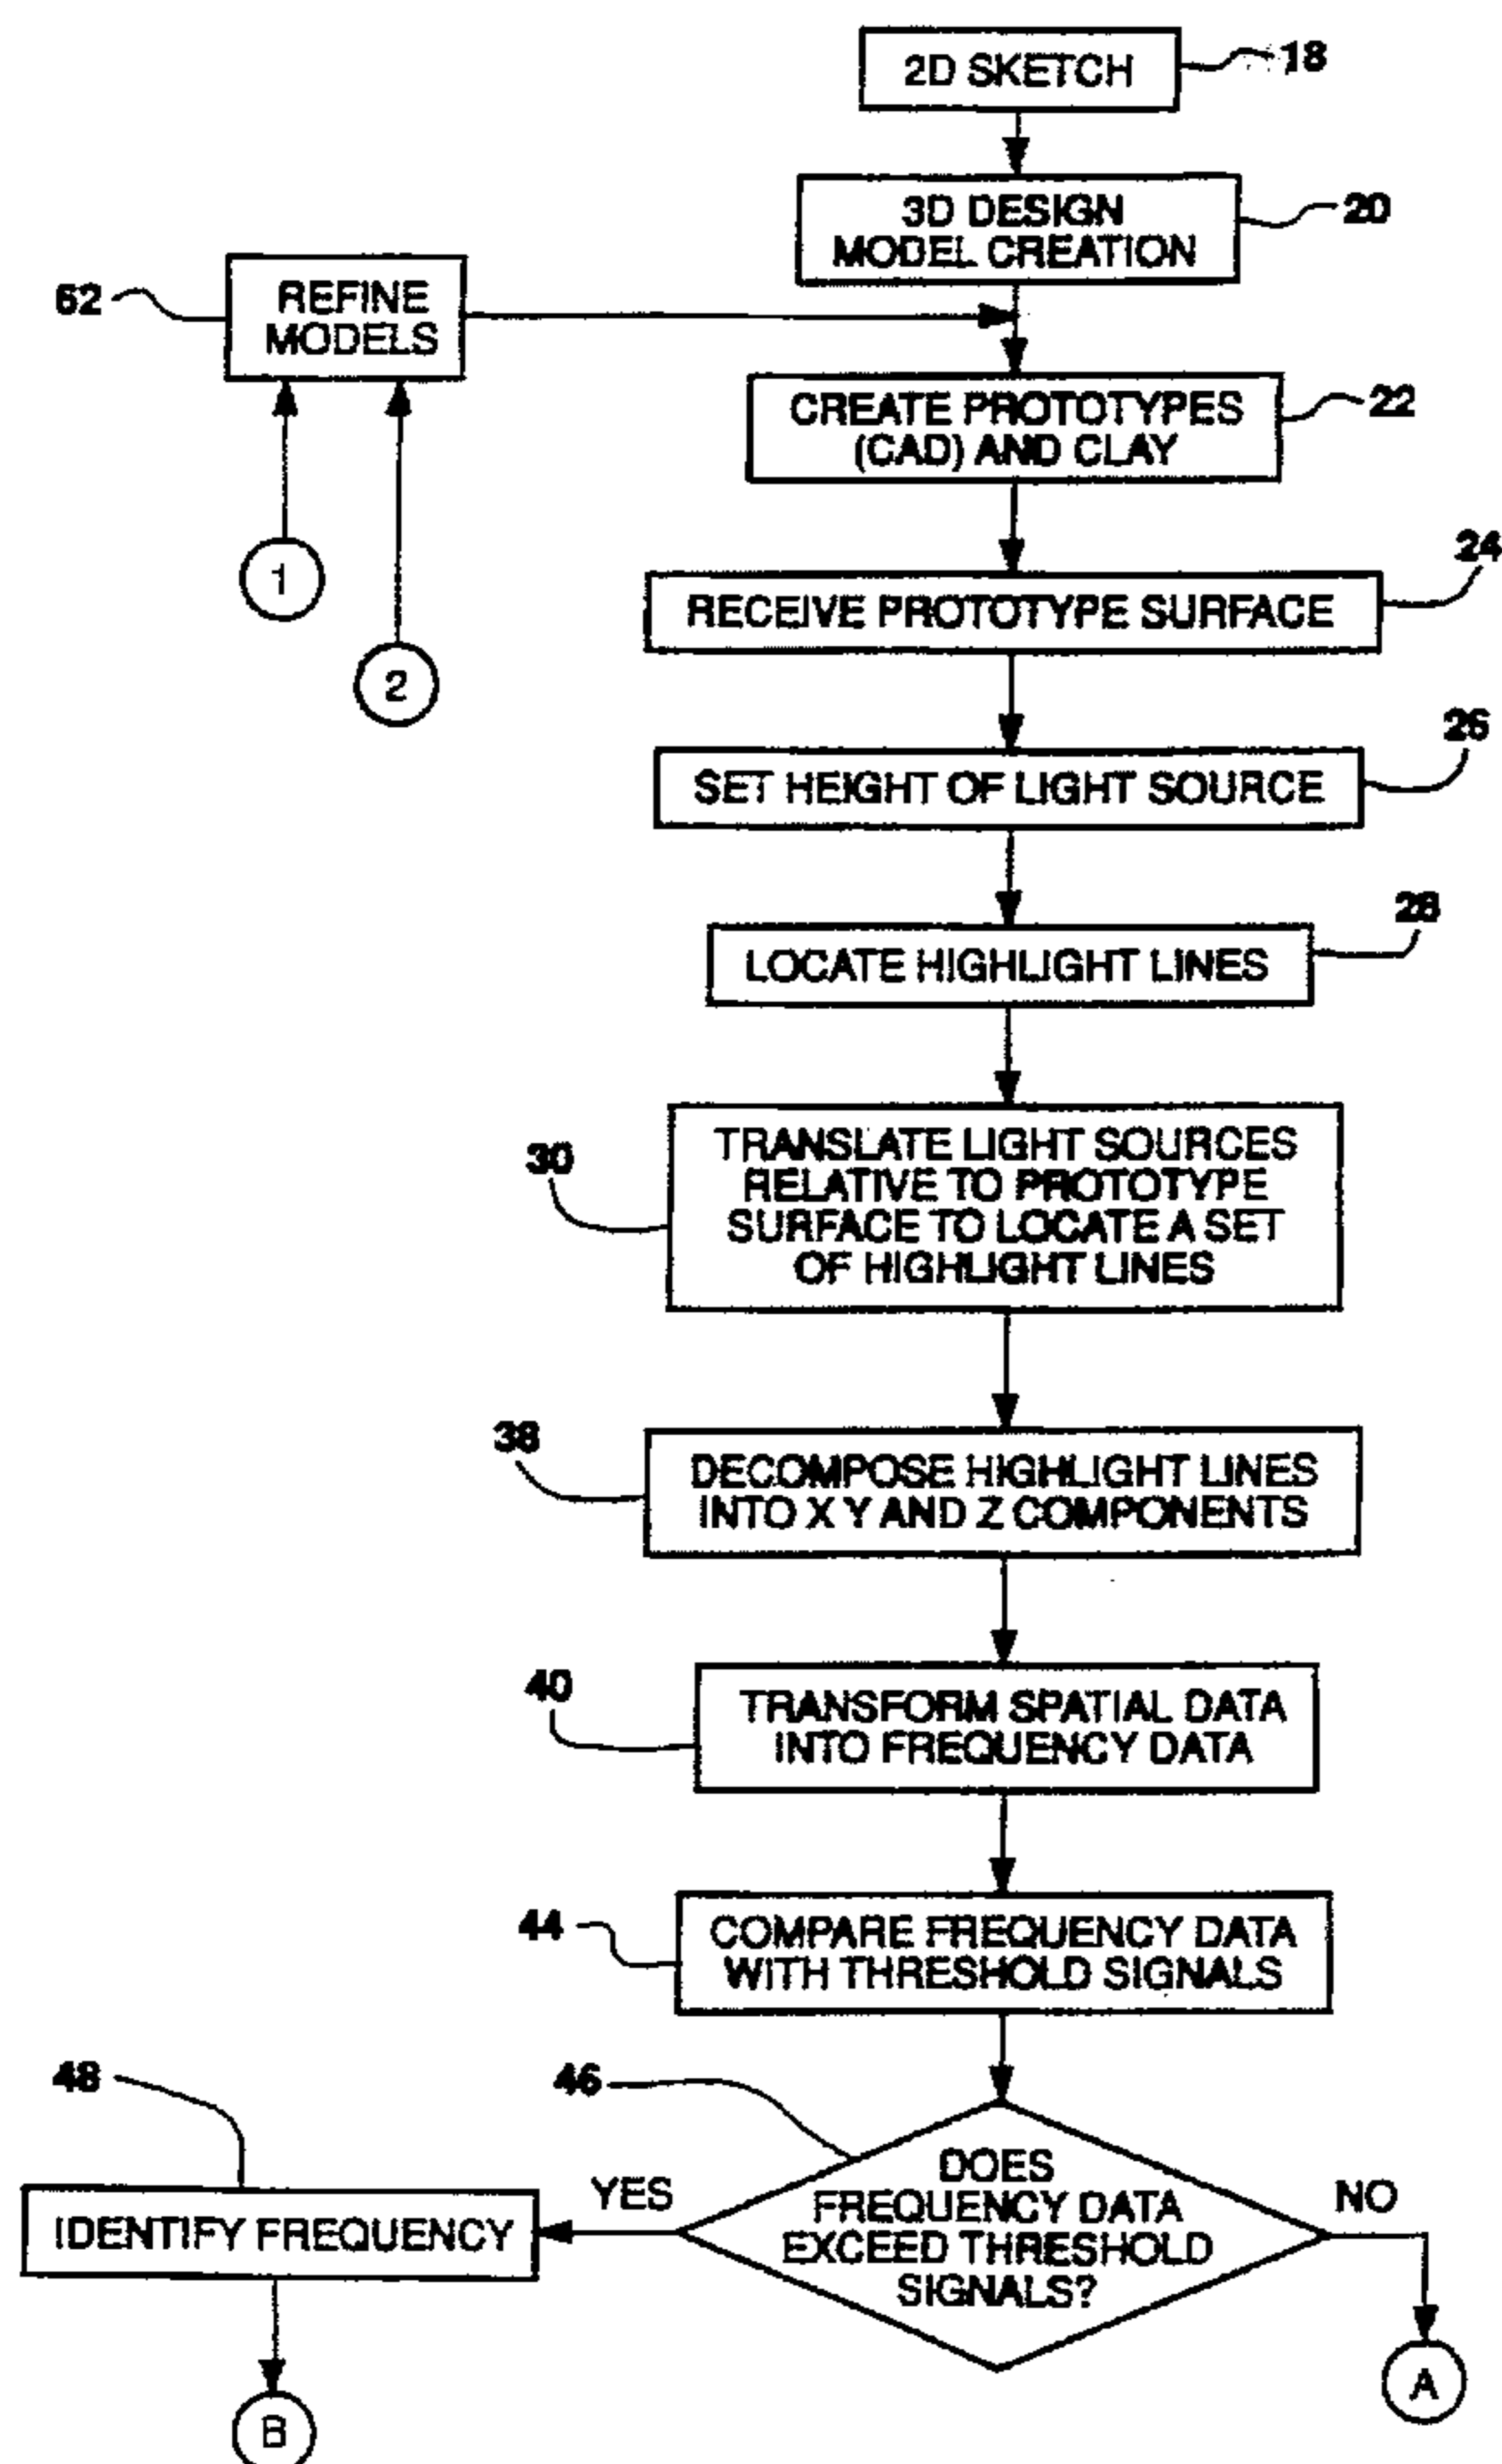 2D SKETCH
18
3D DESIGN
MODEL CREATION
20
62
REFINE
MODELS
CREATE PROTOTYPES
(CAD) AND CLAY
22
1
2
RECEIVE PROTOTYPE SURFACE
24
SET HEIGHT OF LIGHT SOURCE
26
LOCATE HIGHLIGHT LINES
28
30
TRANSLATE LIGHT SOURCES
RELATIVE TO PROTOTYPE
SURFACE TO LOCATE A SET
OF HIGHLIGHT LINES
38
DECOMPOSE HIGHLIGHT LINES
INTO X Y AND Z COMPONENTS
40
TRANSFORM SPATIAL DATA
INTO FREQUENCY DATA
44
COMPARE FREQUENCY DATA
WITH THRESHOLD SIGNALS
48
46
DOES
FREQUENCY DATA
EXCEED THRESHOLD
SIGNALS?
YES
NO
IDENTIFY FREQUENCY
A
B